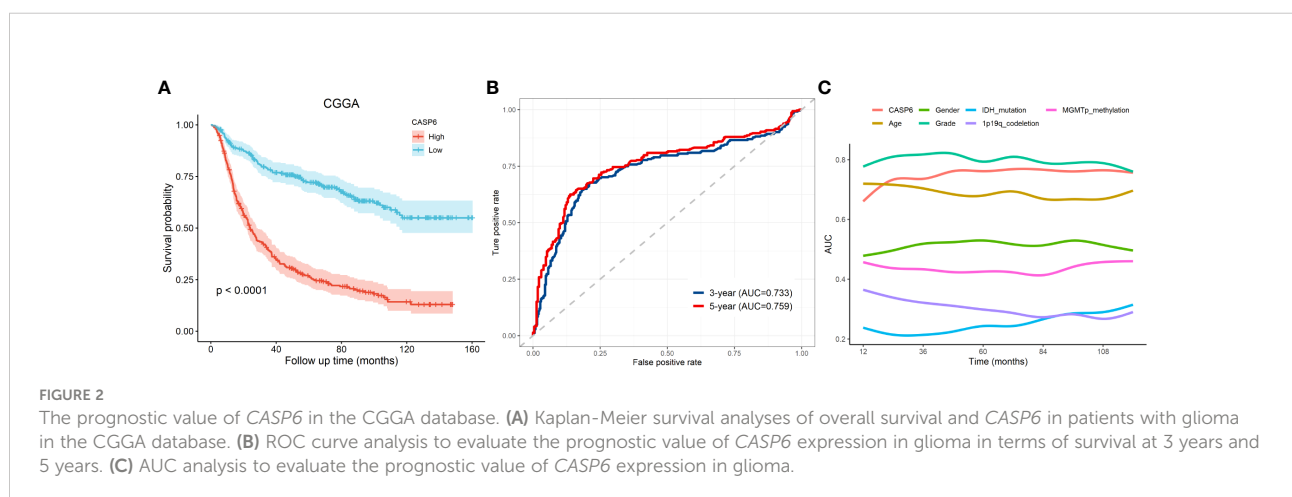 A
CGGA
CASP6
High
Low
Survival probability
1.00
0.75
0.50
0.25
0.00
p < 0.0001
0 40 80 120 160
Follow up time (months)
B
Ture positive rate
1.00
0.75
0.50
0.25
0.00
3-year (AUC=0.733)
5-year (AUC=0.759)
0.00 0.25 0.50 0.75 1.00
False positive rate
C
CASP6 Gender IDH_mutation MGMTp_methylation
Age Grade 1p19q_codeletion
AUC
0.8
0.6
0.4
0.2
12 36 60 84 108
Time (months)
FIGURE 2
The prognostic value of CASP6 in the CGGA database. (A) Kaplan-Meier survival analyses of overall survival and CASP6 in patients with glioma
in the CGGA database. (B) ROC curve analysis to evaluate the prognostic value of CASP6 expression in glioma in terms of survival at 3 years and
5 years. (C) AUC analysis to evaluate the prognostic value of CASP6 expression in glioma.